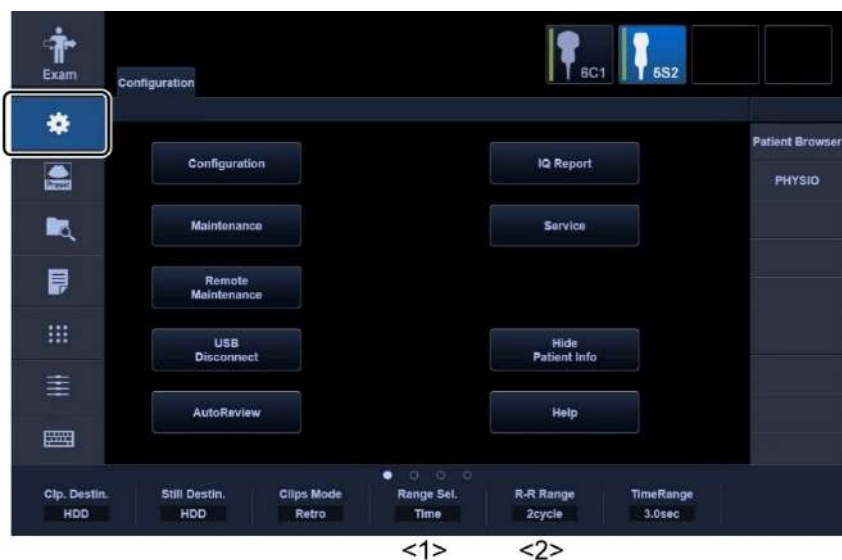 Exam
6C1
5S2
Configuration
Patient Browser
Configuration
IQ Report
Preset
PHYSIO
Maintenance
Service
Remote
Maintenance
USB
Disconnect
Hide
Patient Info
AutoReview
Help
Clp. Destin.
Still Destin.
Clips Mode
Range Sel.
R-R Range
TimeRange
HDD
HDD
Retro
Time
2cycle
3.0sec
<1>
<2>